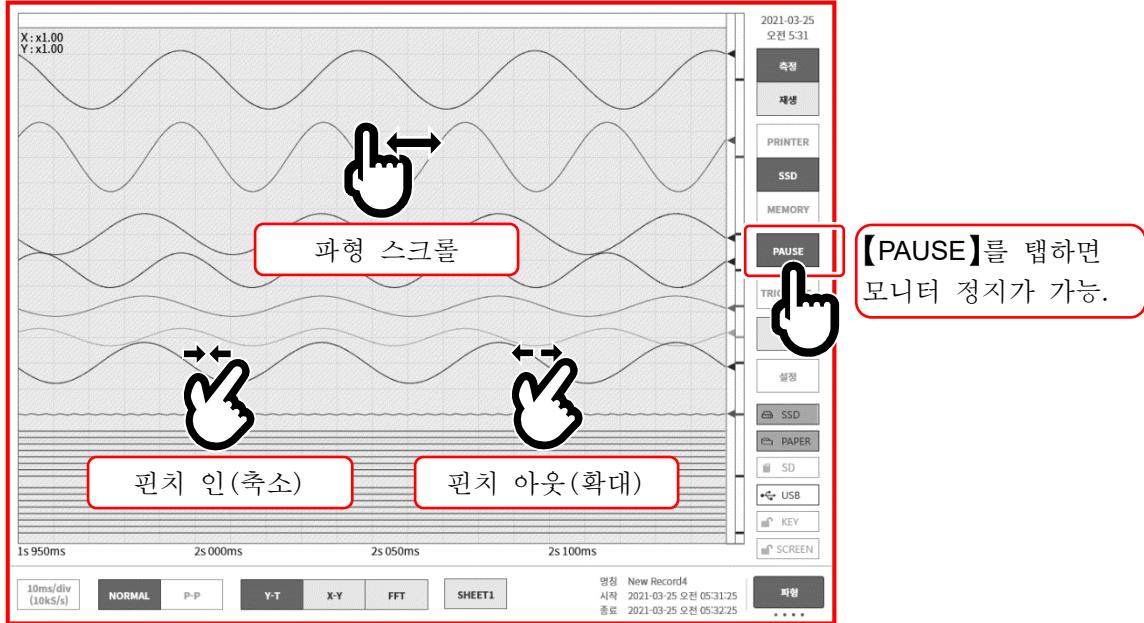 X : x1.00
Y : x1.00
2021-03-25
오전 5:31
측정
재생
PRINTER
SSD
MEMORY
PAUSE
【PAUSE】를 탭하면
모니터 정지가 가능.
파형 스크롤
설정
SSD
PAPER
SD
USB
KEY
SCREEN
핀치 인(축소)
핀치 아웃(확대)
1s 950ms
2s 000ms
2s 050ms
2s 100ms
10ms/div
(10kS/s)
NORMAL
P-P
Y-T
X-Y
FFT
SHEET1
명칭 New Record4
시작 2021-03-25 오전 05:31:25
종료 2021-03-25 오전 05:32:25
파형